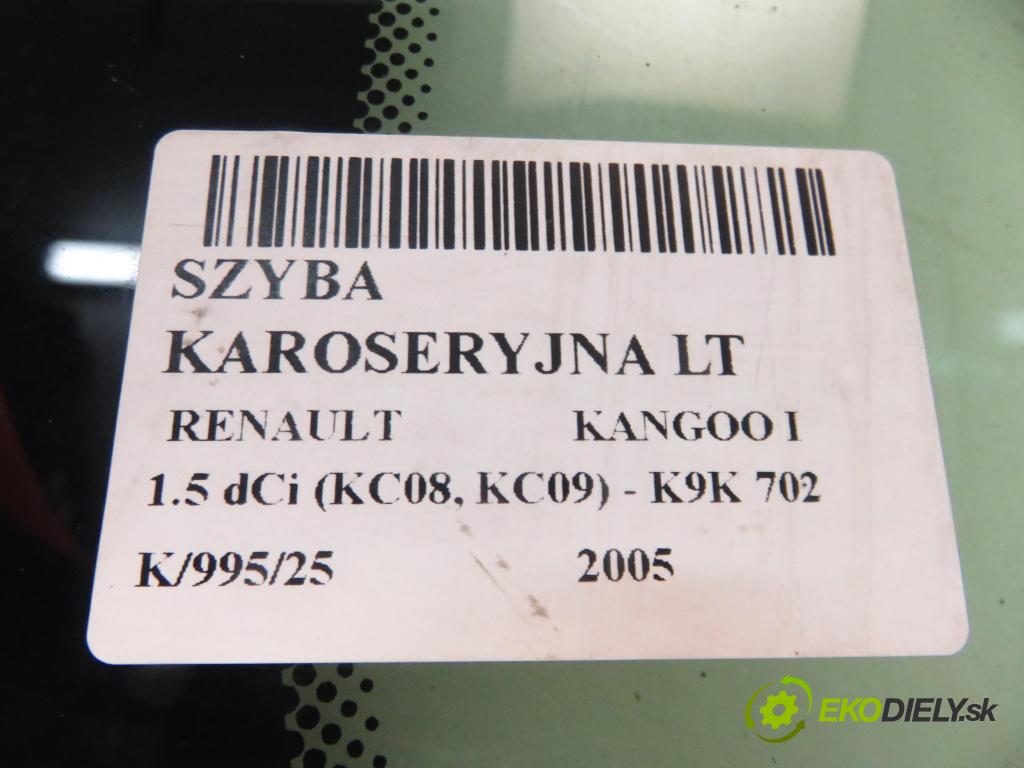 SZYBA
KAROSERYJNA LT
RENAULT KANGOO I
1.5 dCi (KC08, KC09) - K9K 702
K/995/25 2005
EKODIELY.sk